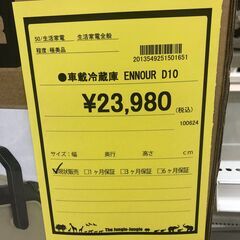 50/生活家電 生活家電全般
程度:極美品
2013549251501651
●車載冷蔵庫 ENNOUR D10
¥23,980(税込)
100624
サイズ:幅 奥行 高さ cm
☑現状販売 □1ヶ月保証 □3ヶ月保証 □6ヶ月保証
The Jungle-Jungle